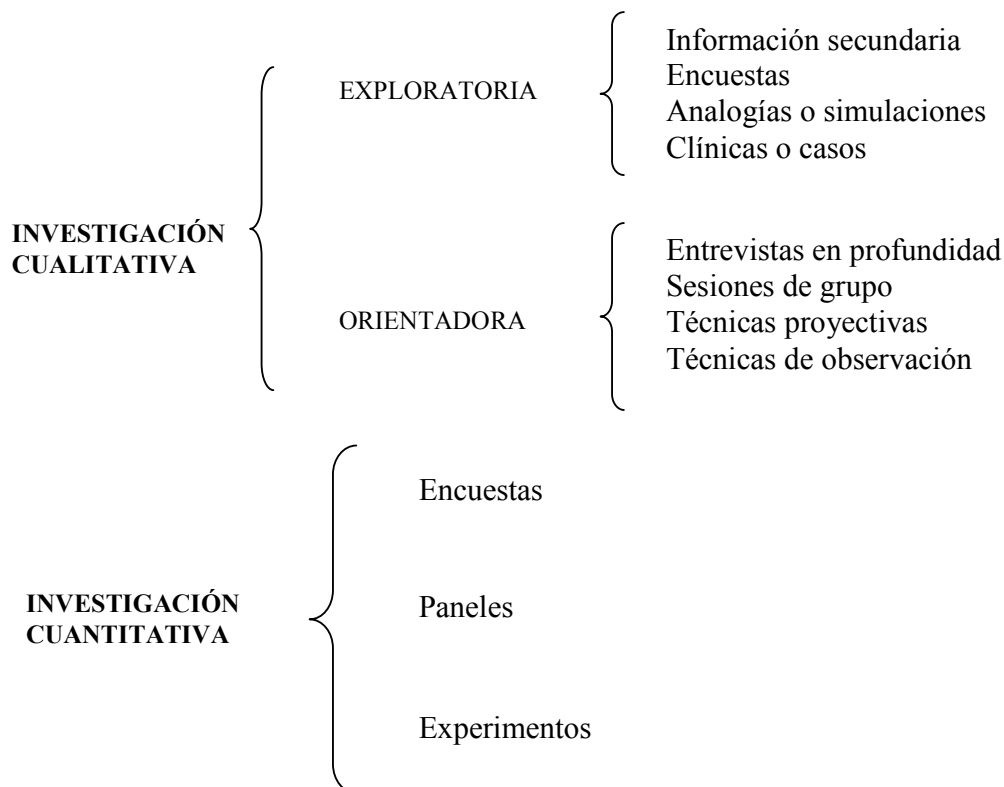 INVESTIGACIÓN
CUALITATIVA
EXPLORATORIA
Información secundaria
Encuestas
Analogías o simulaciones
Clínicas o casos
ORIENTADORA
Entrevistas en profundidad
Sesiones de grupo
Técnicas proyectivas
Técnicas de observación
INVESTIGACIÓN
CUANTITATIVA
Encuestas
Paneles
Experimentos